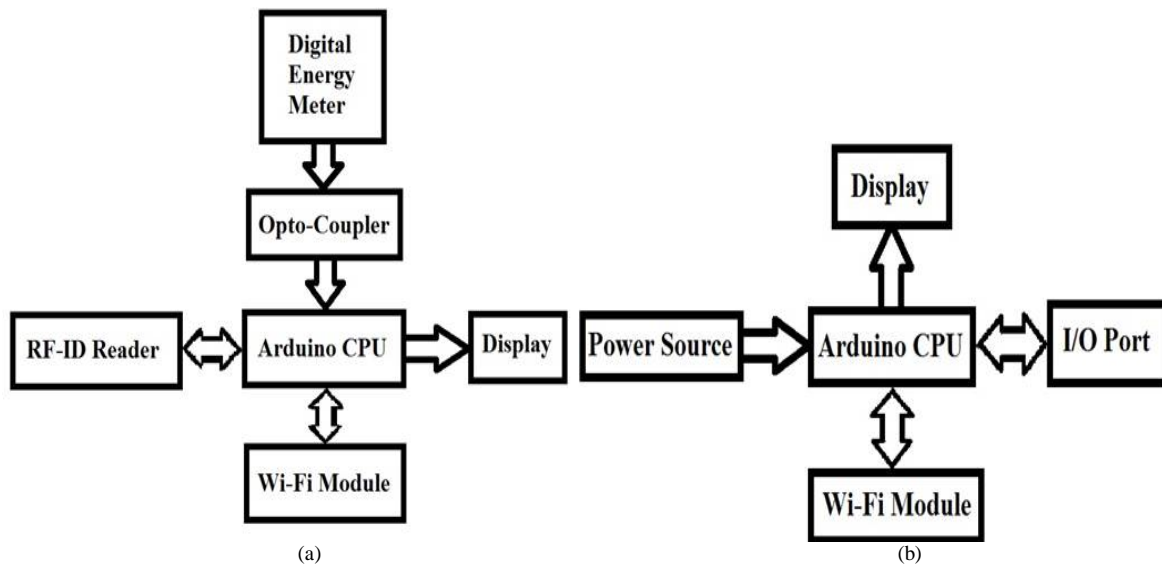 Digital
Energy
Meter
Opto-Coupler
RF-ID Reader
Arduino CPU
Display
Wi-Fi Module
(a)
Display
Power Source
Arduino CPU
I/O Port
Wi-Fi Module
(b)